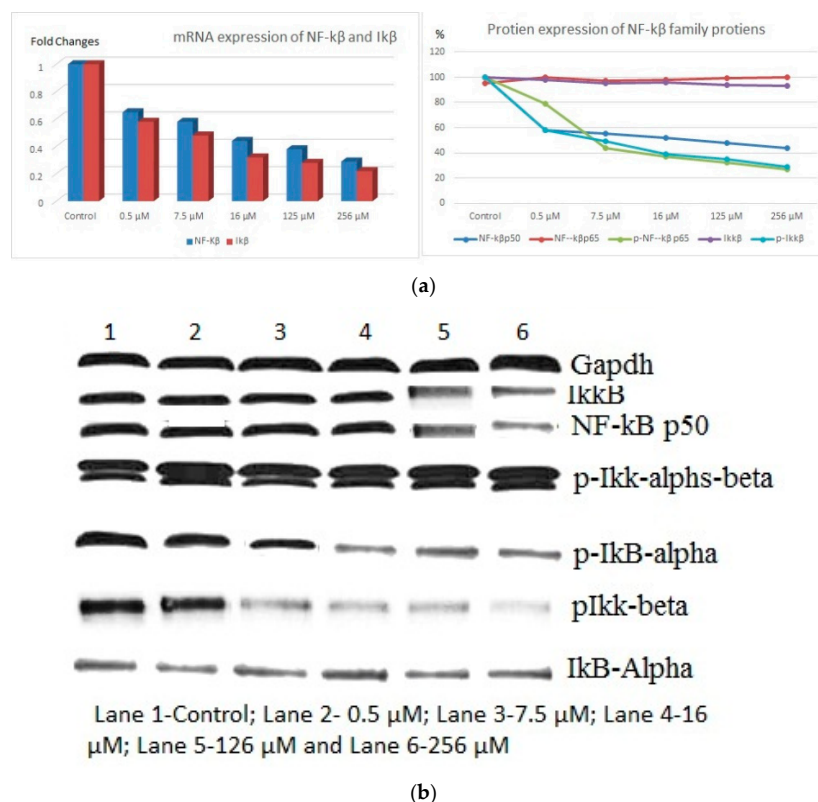 mRNA expression of NF-kβ and Ikβ
Fold Changes
1
0.8
0.6
0.4
0.2
0
Control 0.5 µM 7.5 µM 16 µM 125 µM 256 µM
NF-Kβ Ikβ
Protien expression of NF-kβ family protiens
%
120
100
80
60
40
20
0
Control 0.5 µM 7.5 µM 16 µM 125 µM 256 µM
NF-kβp50 NF--kβp65 p-NF--kβ p65 Ikkβ p-Ikkβ
(a)
1 2 3 4 5 6
Gapdh
IkkB
NF-kB p50
p-Ikk-alphs-beta
p-IkB-alpha
pIkk-beta
IkB-Alpha
Lane 1-Control; Lane 2- 0.5 µM; Lane 3-7.5 µM; Lane 4-16
µM; Lane 5-126 µM and Lane 6-256 µM
(b)